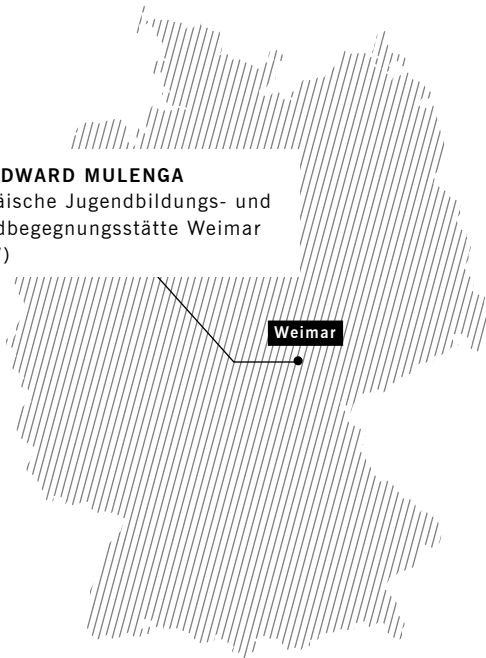 DWARD MULENGA
äische Jugendbildungs- und
dbegegnungsstätte Weimar
)
Weimar